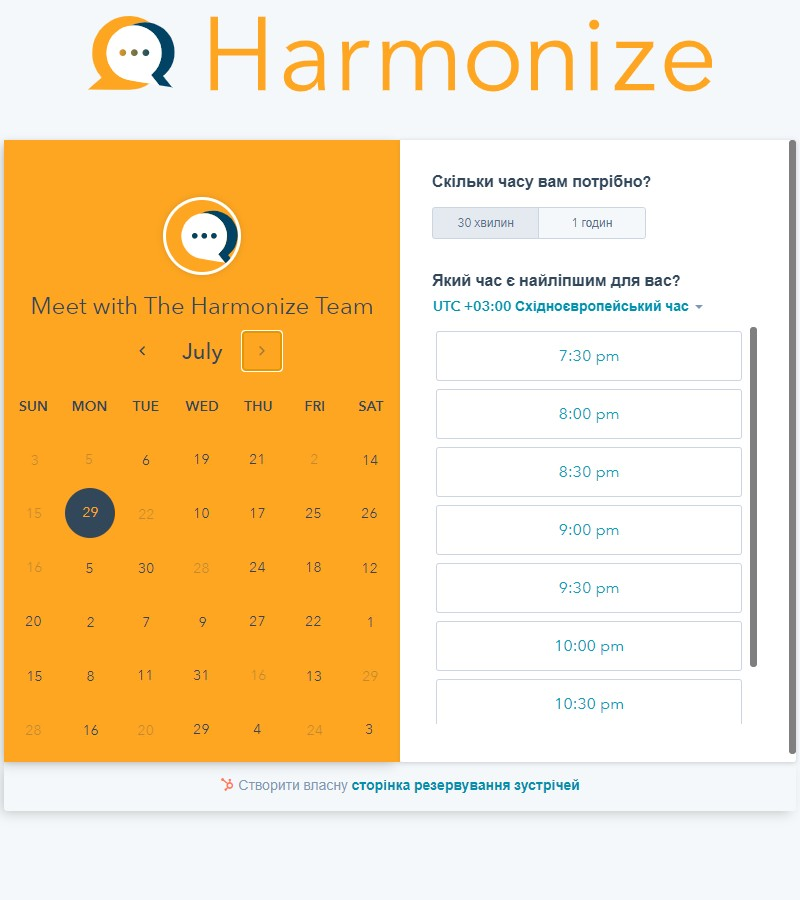 Harmonize
Meet with The Harmonize Team
July
SUN MON TUE WED THU FRI SAT
3 5 6 19 21 2 14
15 29 22 10 17 25 26
16 5 30 28 24 18 12
20 2 7 9 27 22 1
15 8 11 31 16 13 29
28 16 20 29 4 24 3
Скільки часу вам потрібно?
30 хвилин 1 годин
Який час є найліпшим для вас?
UTC +03:00 Східноєвропейський час
7:30 pm
8:00 pm
8:30 pm
9:00 pm
9:30 pm
10:00 pm
10:30 pm
Створити власну сторінка резервування зустрічей